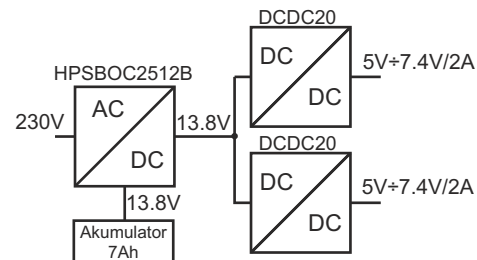 DCDC20
DC
DC
5V÷7.4V/2A
HPSBOC2512B
AC
DC
230V
13.8V
13.8V
Akumulator
7Ah
DCDC20
DC
DC
5V÷7.4V/2A